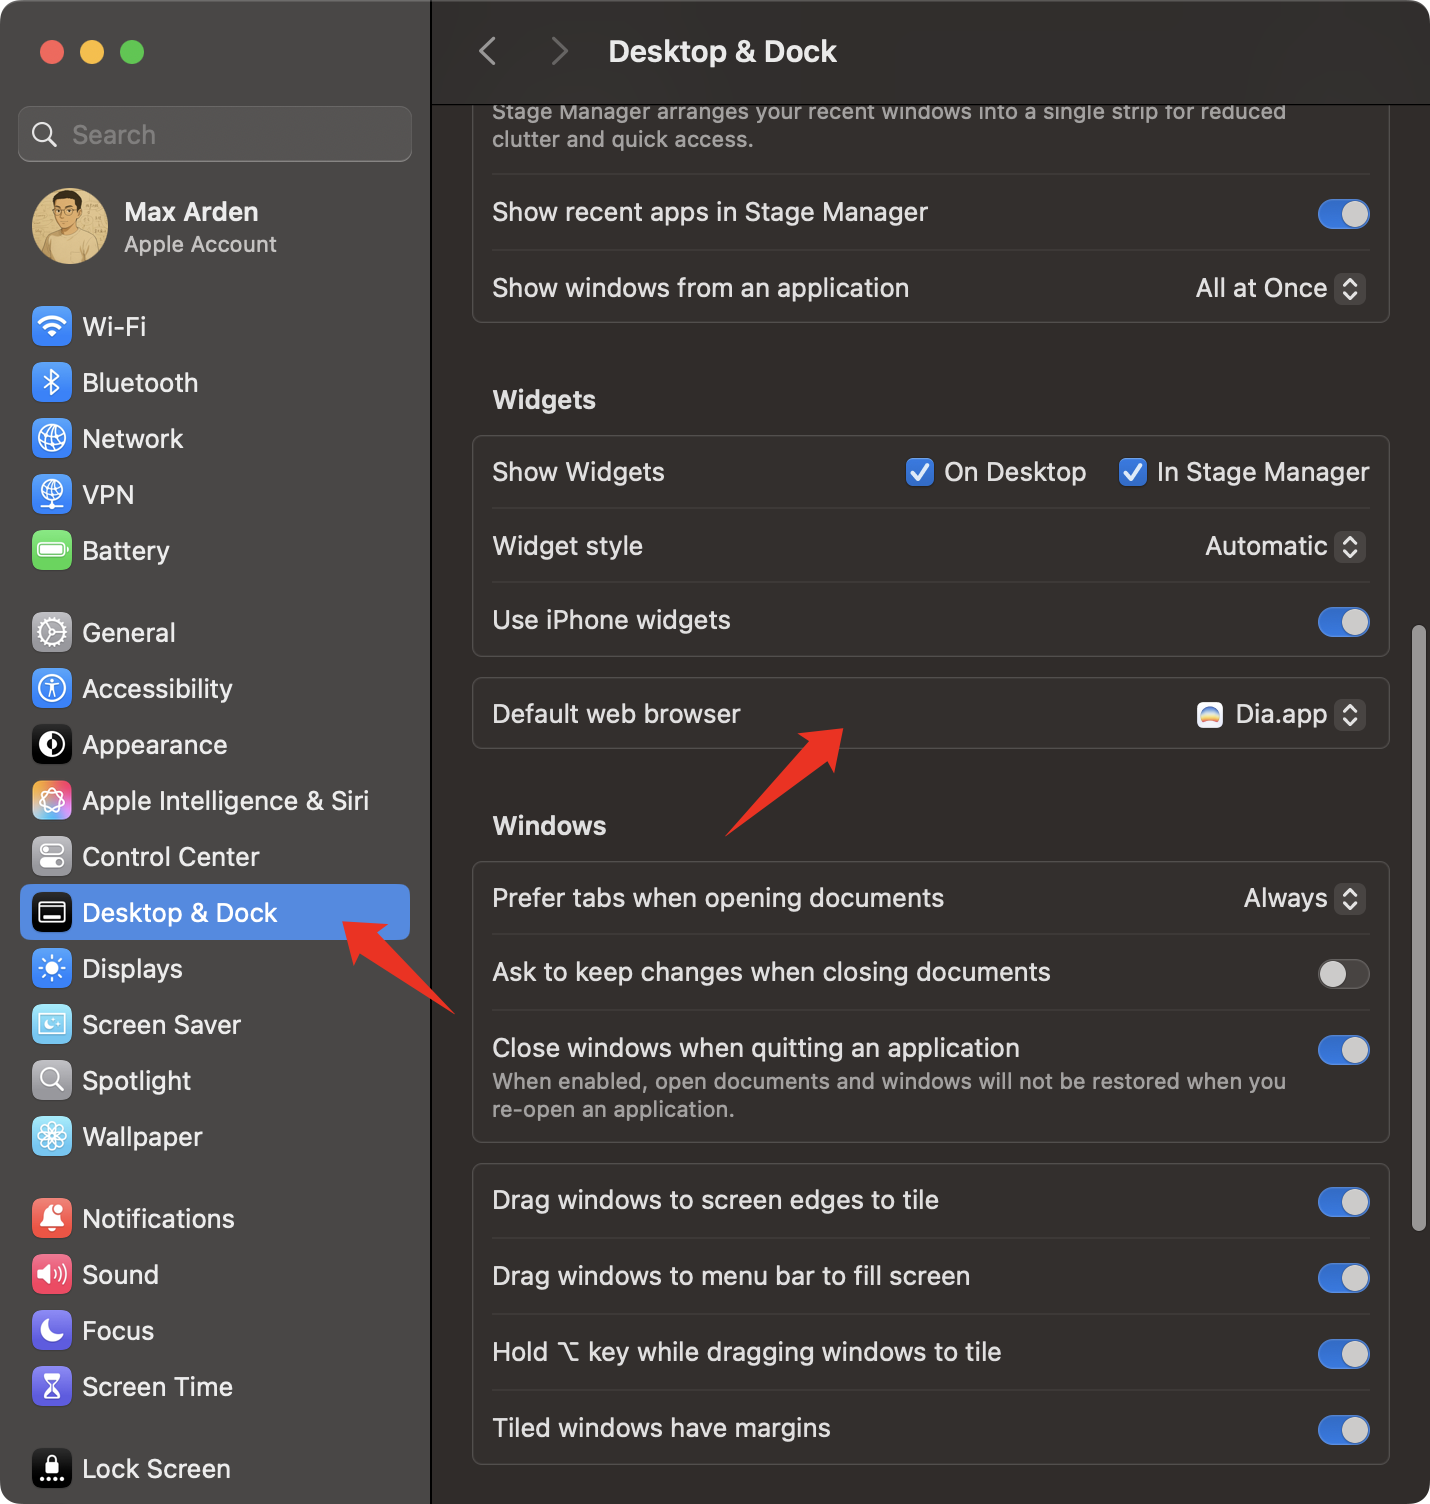 Search
Max Arden
Apple Account
Wi-Fi
Bluetooth
Network
VPN
Battery
General
Accessibility
Appearance
Apple Intelligence & Siri
Control Center
Desktop & Dock
Displays
Screen Saver
Spotlight
Wallpaper
Notifications
Sound
Focus
Screen Time
Lock Screen
Desktop & Dock
Stage Manager arranges your recent windows into a single strip for reduced
clutter and quick access.
Show recent apps in Stage Manager
Show windows from an application All at Once
Widgets
Show Widgets On Desktop In Stage Manager
Widget style Automatic
Use iPhone widgets
Default web browser Dia.app
Windows
Prefer tabs when opening documents Always
Ask to keep changes when closing documents
Close windows when quitting an application
When enabled, open documents and windows will not be restored when you
re-open an application.
Drag windows to screen edges to tile
Drag windows to menu bar to fill screen
Hold ⌥ key while dragging windows to tile
Tiled windows have margins